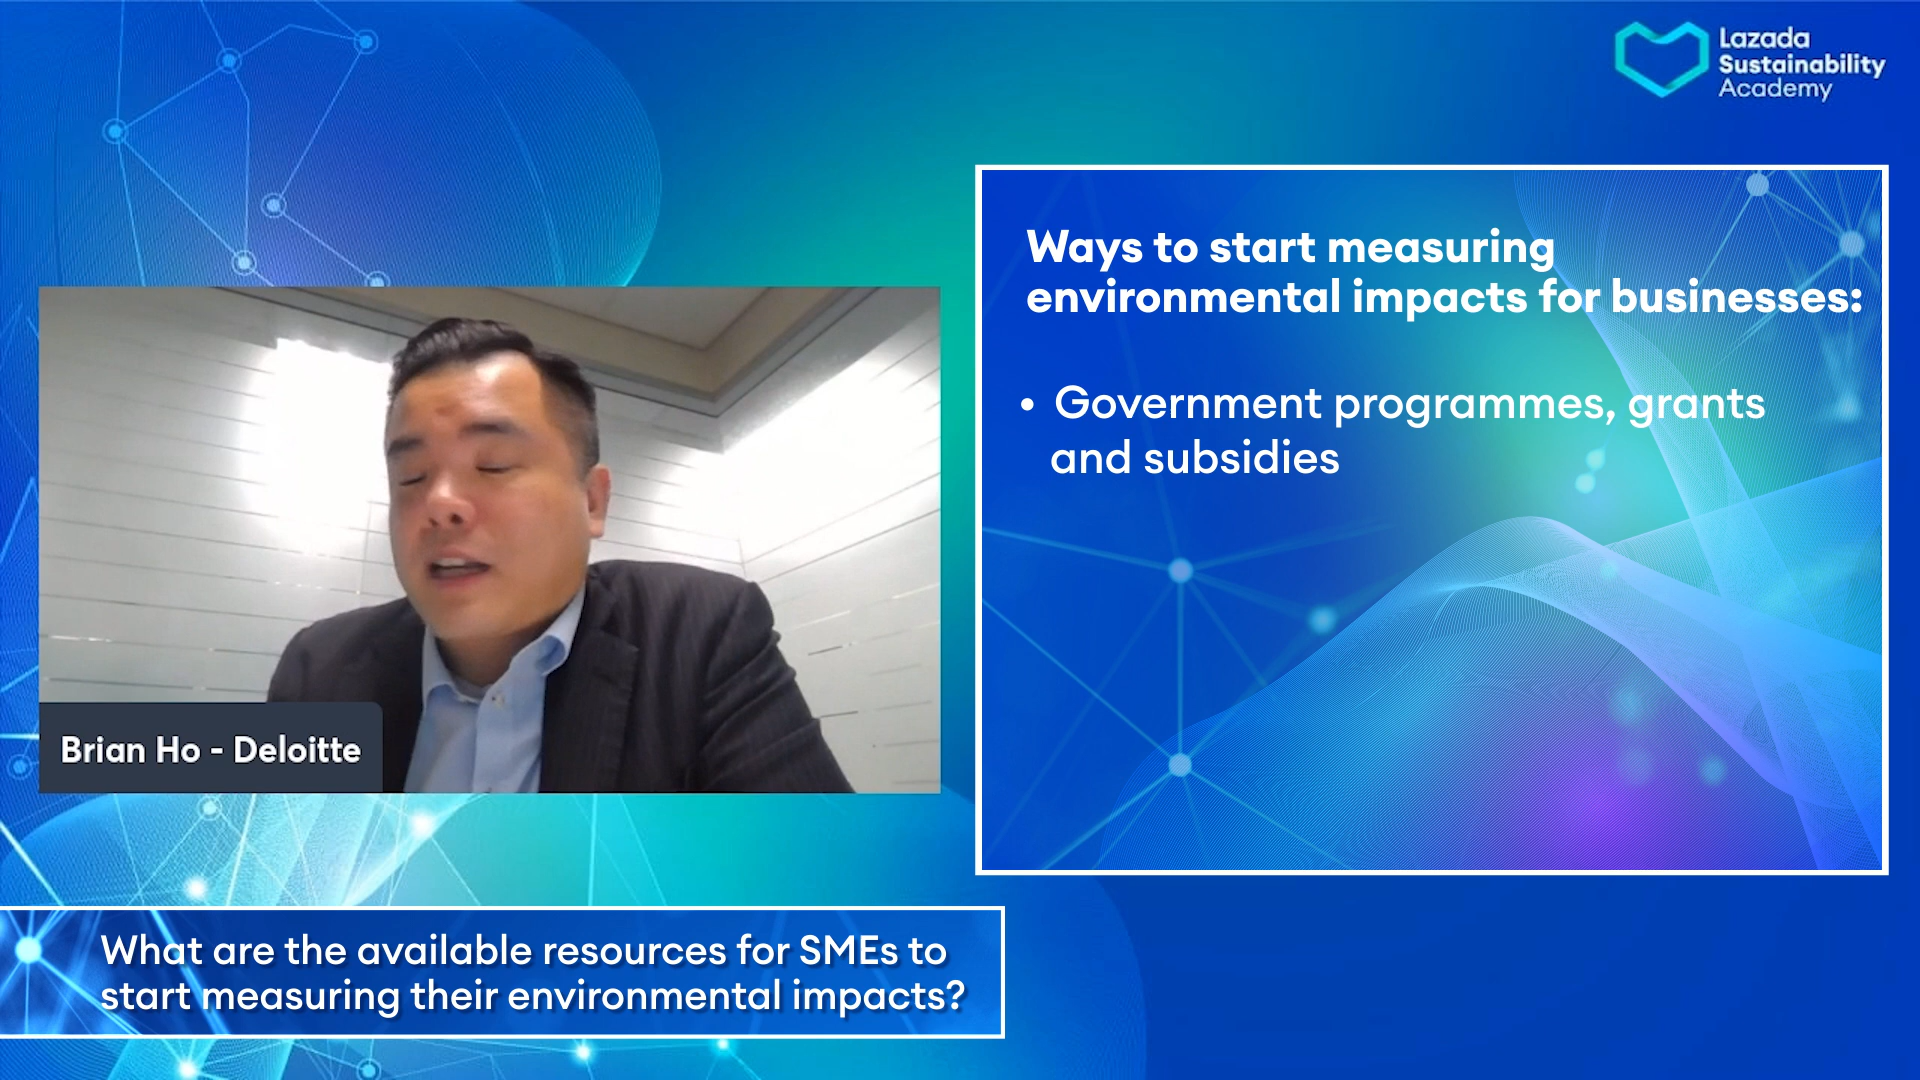 Lazada
Sustainability
Academy
Ways to start measuring
environmental impacts for businesses:
• Government programmes, grants
and subsidies
Brian Ho - Deloitte
What are the available resources for SMEs to
start measuring their environmental impacts?